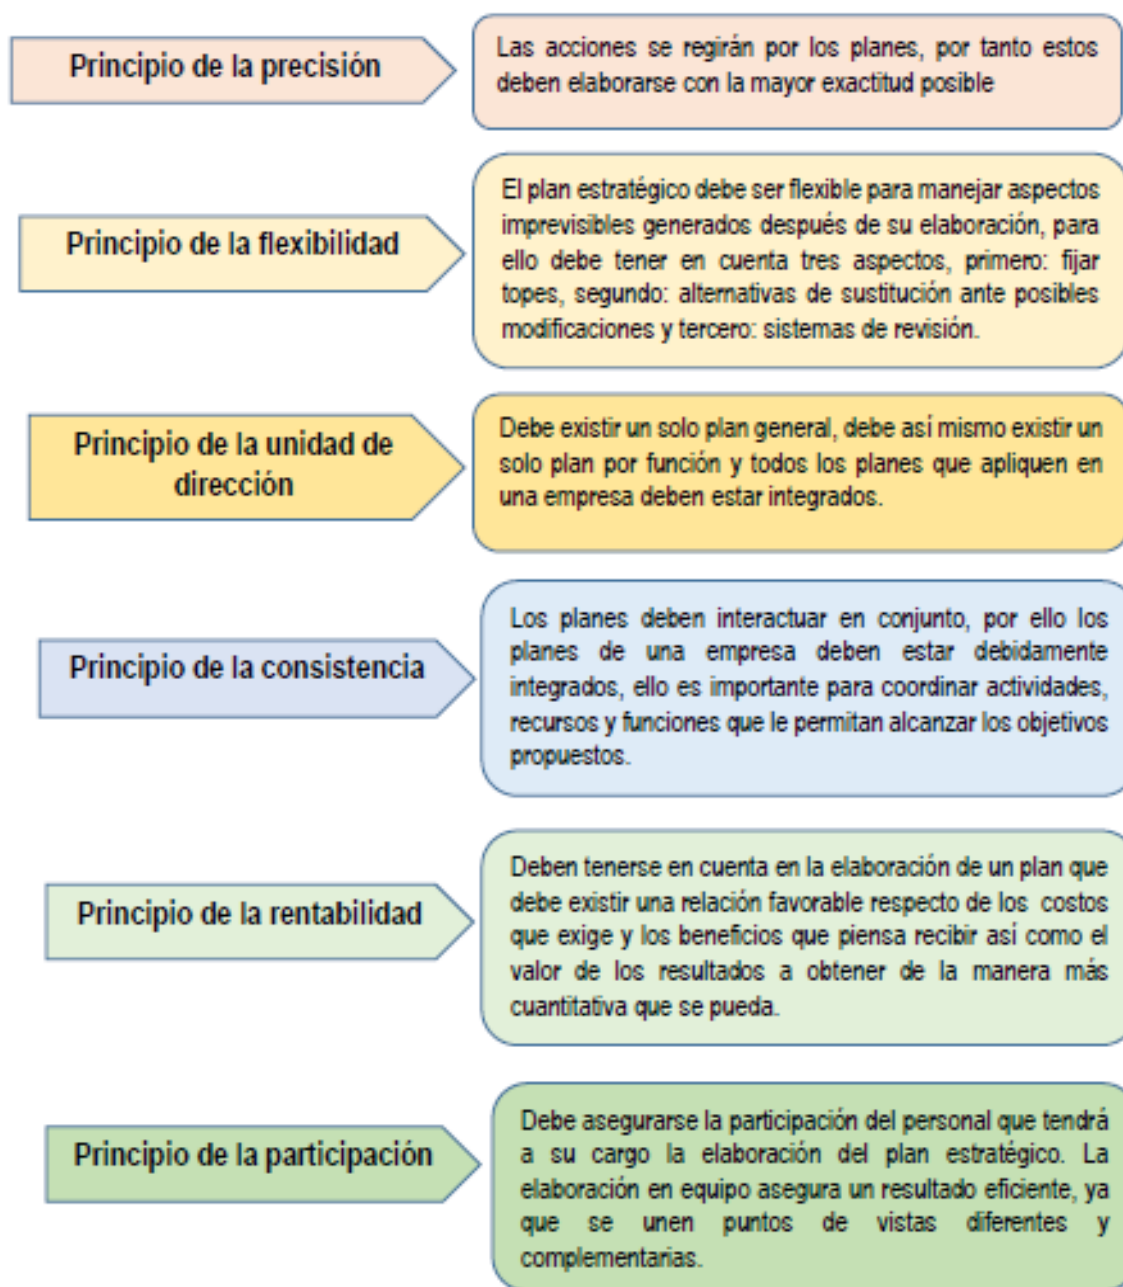 Principio de la precisión
Las acciones se regirán por los planes, por tanto estos
deben elaborarse con la mayor exactitud posible
Principio de la flexibilidad
El plan estratégico debe ser flexible para manejar aspectos
imprevisibles generados después de su elaboración, para
ello debe tener en cuenta tres aspectos, primero: fijar
topes, segundo: alternativas de sustitución ante posibles
modificaciones y tercero: sistemas de revisión.
Principio de la unidad de
dirección
Debe existir un solo plan general, debe así mismo existir un
solo plan por función y todos los planes que apliquen en
una empresa deben estar integrados.
Principio de la consistencia
Los planes deben interactuar en conjunto, por ello los
planes de una empresa deben estar debidamente
integrados, ello es importante para coordinar actividades,
recursos y funciones que le permitan alcanzar los objetivos
propuestos.
Principio de la rentabilidad
Deben tenerse en cuenta en la elaboración de un plan que
debe existir una relación favorable respecto de los costos
que exige y los beneficios que piensa recibir así como el
valor de los resultados a obtener de la manera más
cuantitativa que se pueda.
Principio de la participación
Debe asegurarse la participación del personal que tendrá
a su cargo la elaboración del plan estratégico. La
elaboración en equipo asegura un resultado eficiente, ya
que se unen puntos de vistas diferentes y
complementarias.